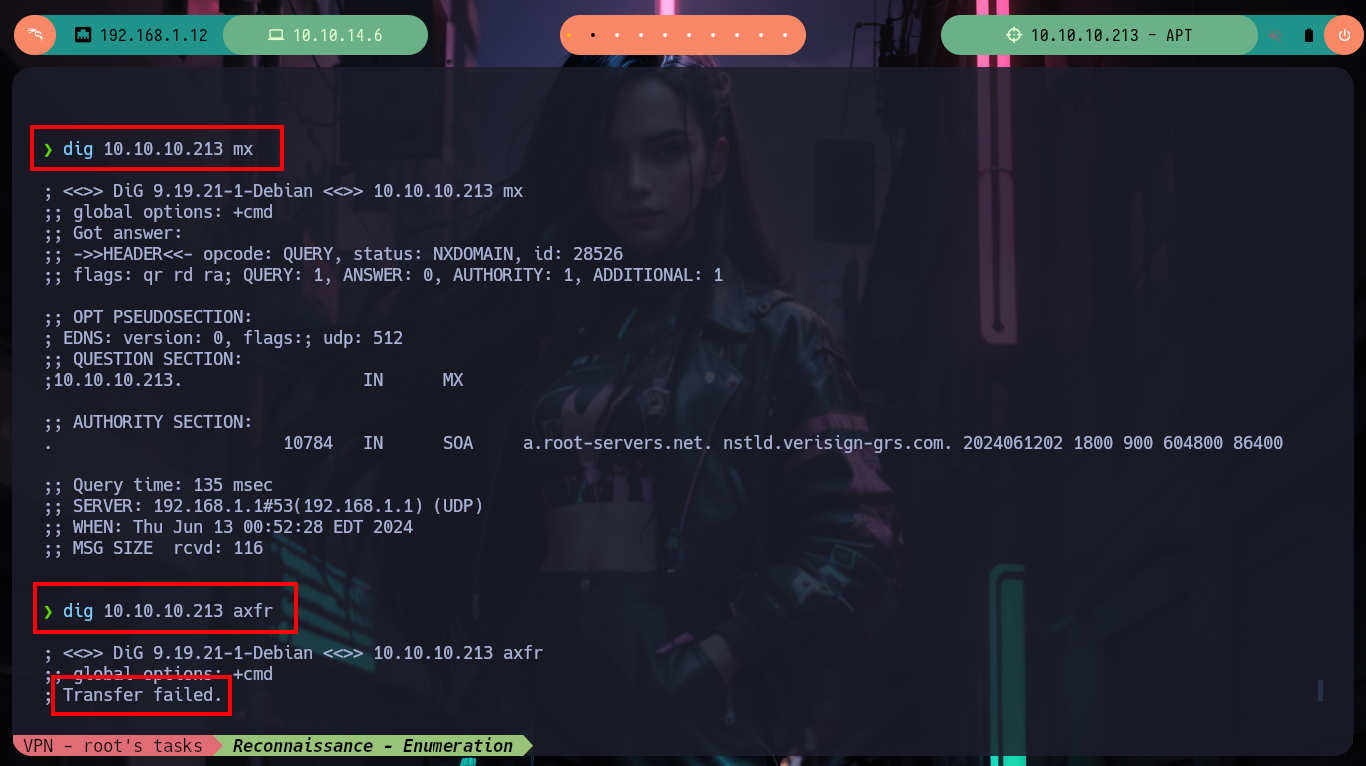 192.168.1.12
10.10.14.6
10.10.10.213 - APT
❯ dig 10.10.10.213 mx
; <<>> DiG 9.19.21-1-Debian <<>> 10.10.10.213 mx
;; global options: +cmd
;; Got answer:
;; ->>HEADER<<- opcode: QUERY, status: NXDOMAIN, id: 28526
;; flags: qr rd ra; QUERY: 1, ANSWER: 0, AUTHORITY: 1, ADDITIONAL: 1
;; OPT PSEUDOSECTION:
; EDNS: version: 0, flags:; udp: 512
;; QUESTION SECTION:
;10.10.10.213. IN MX
;; AUTHORITY SECTION:
. 10784 IN SOA a.root-servers.net. nstld.verisign-grs.com. 2024061202 1800 900 604800 86400
;; Query time: 135 msec
;; SERVER: 192.168.1.1#53(192.168.1.1) (UDP)
;; WHEN: Thu Jun 13 00:52:28 EDT 2024
;; MSG SIZE rcvd: 116
❯ dig 10.10.10.213 axfr
; <<>> DiG 9.19.21-1-Debian <<>> 10.10.10.213 axfr
;; global options: +cmd
; Transfer failed.
VPN - root's tasks Reconnaissance - Enumeration